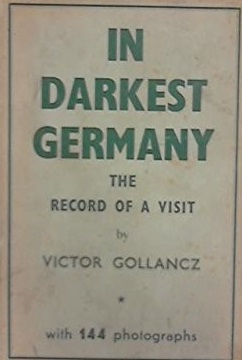 IN
DARKEST
GERMANY
THE
RECORD OF A VISIT
by
VICTOR GOLLANCZ
*
with 144 photographs